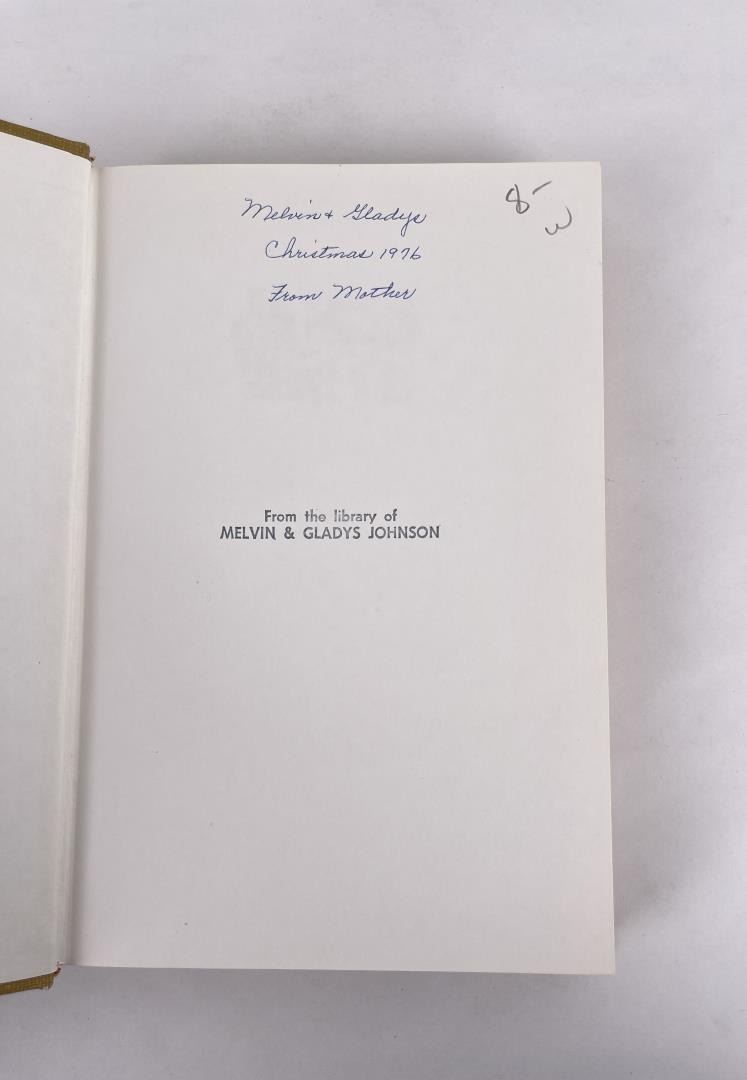 Melvin & Gladys
Christmas 1976
From Mother
8-
W
From the library of
MELVIN & GLADYS JOHNSON